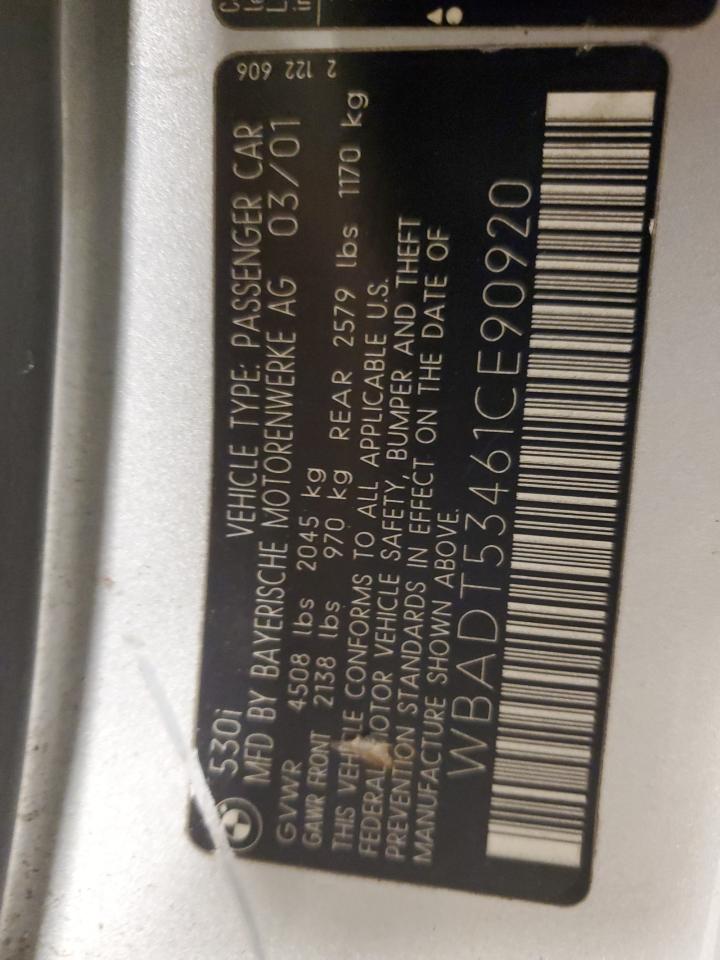 530i VEHICLE TYPE: PASSENGER CAR
MFD BY BAYERISCHE MOTORENWERKE AG 03/01
GVWR 4508 lbs 2045 kg
GAWR FRONT 2138 lbs 970 kg REAR 2579 lbs 1170 kg
THIS VEHICLE CONFORMS TO ALL APPLICABLE U.S.
FEDERAL MOTOR VEHICLE SAFETY, BUMPER AND THEFT
PREVENTION STANDARDS IN EFFECT ON THE DATE OF
MANUFACTURE SHOWN ABOVE.
WBADT53461CE90920
2 122 606